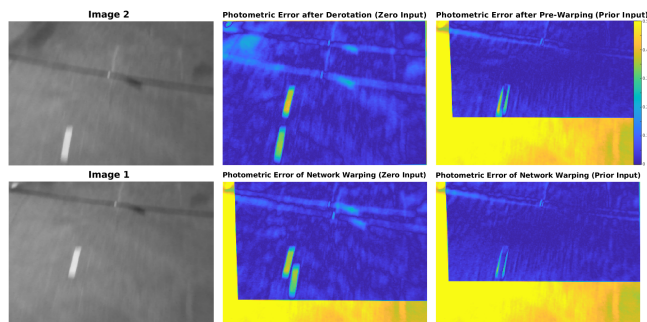 Image 2
Photometric Error after Derotation (Zero Input)
Photometric Error after Pre-Warping (Prior Input)
Image 1
Photometric Error of Network Warping (Zero Input)
Photometric Error of Network Warping (Prior Input)